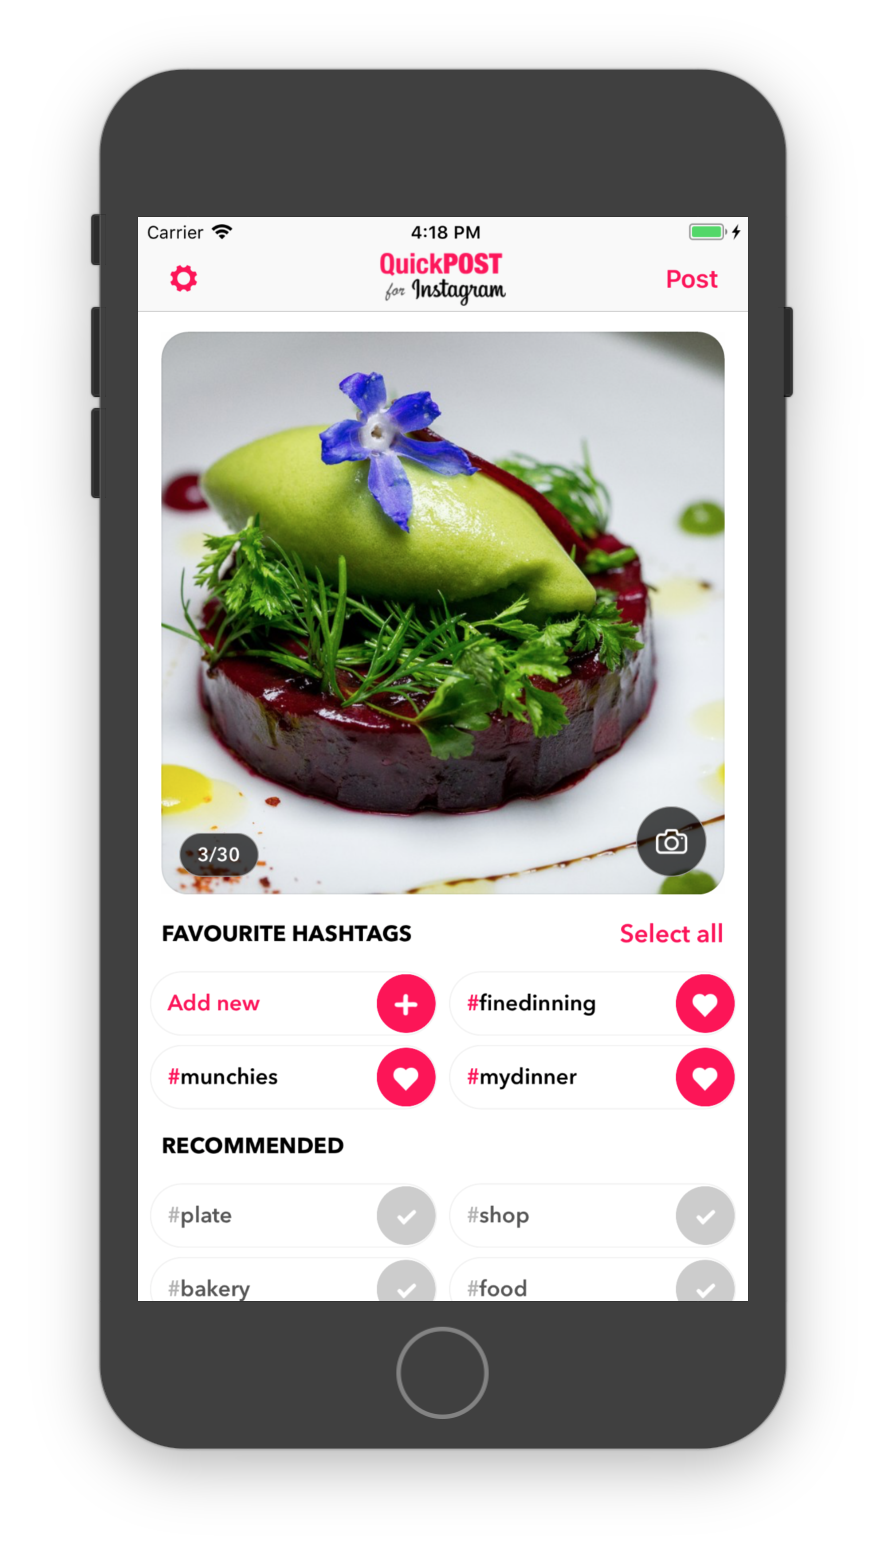 Carrier 4:18 PM
QuickPOST
for Instagram
Post
3/30
FAVOURITE HASHTAGS Select all
Add new #finedinning
#munchies #mydinner
RECOMMENDED
#plate #shop
#bakery #food